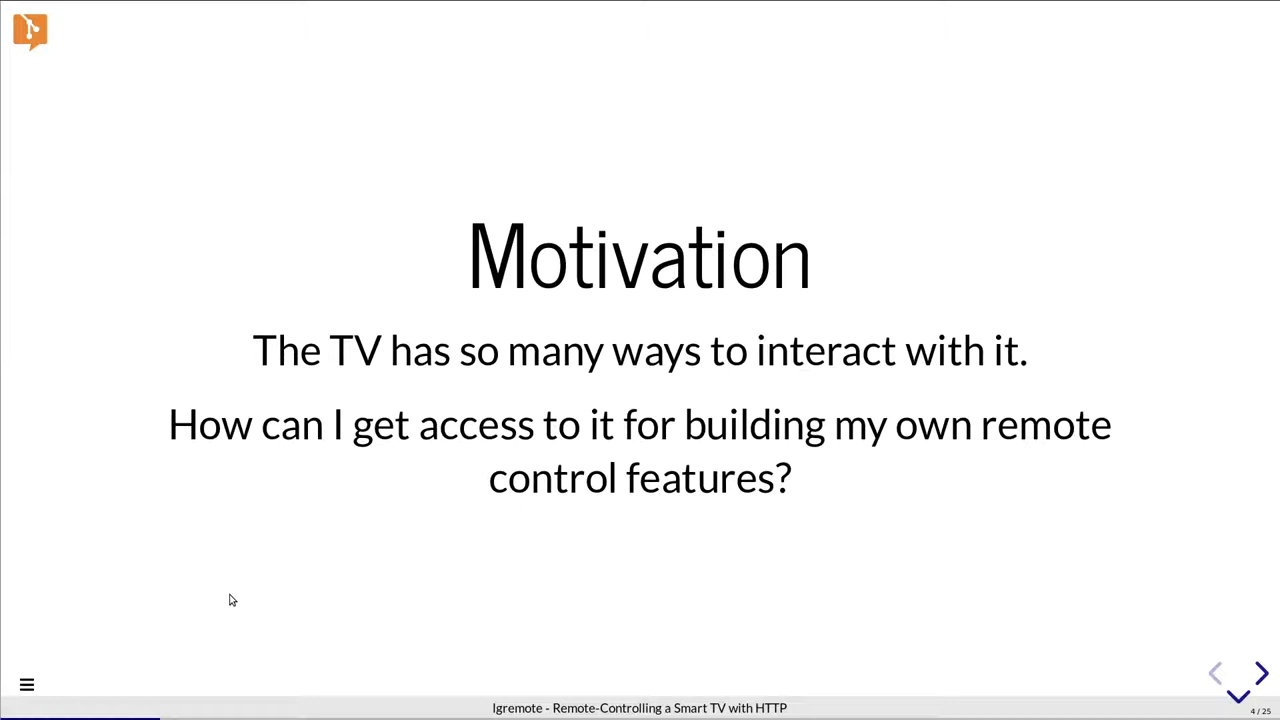 Motivation
The TV has so many ways to interact with it.
How can I get access to it for building my own remote
control features?
lgremote - Remote-Controlling a Smart TV with HTTP
4 / 25